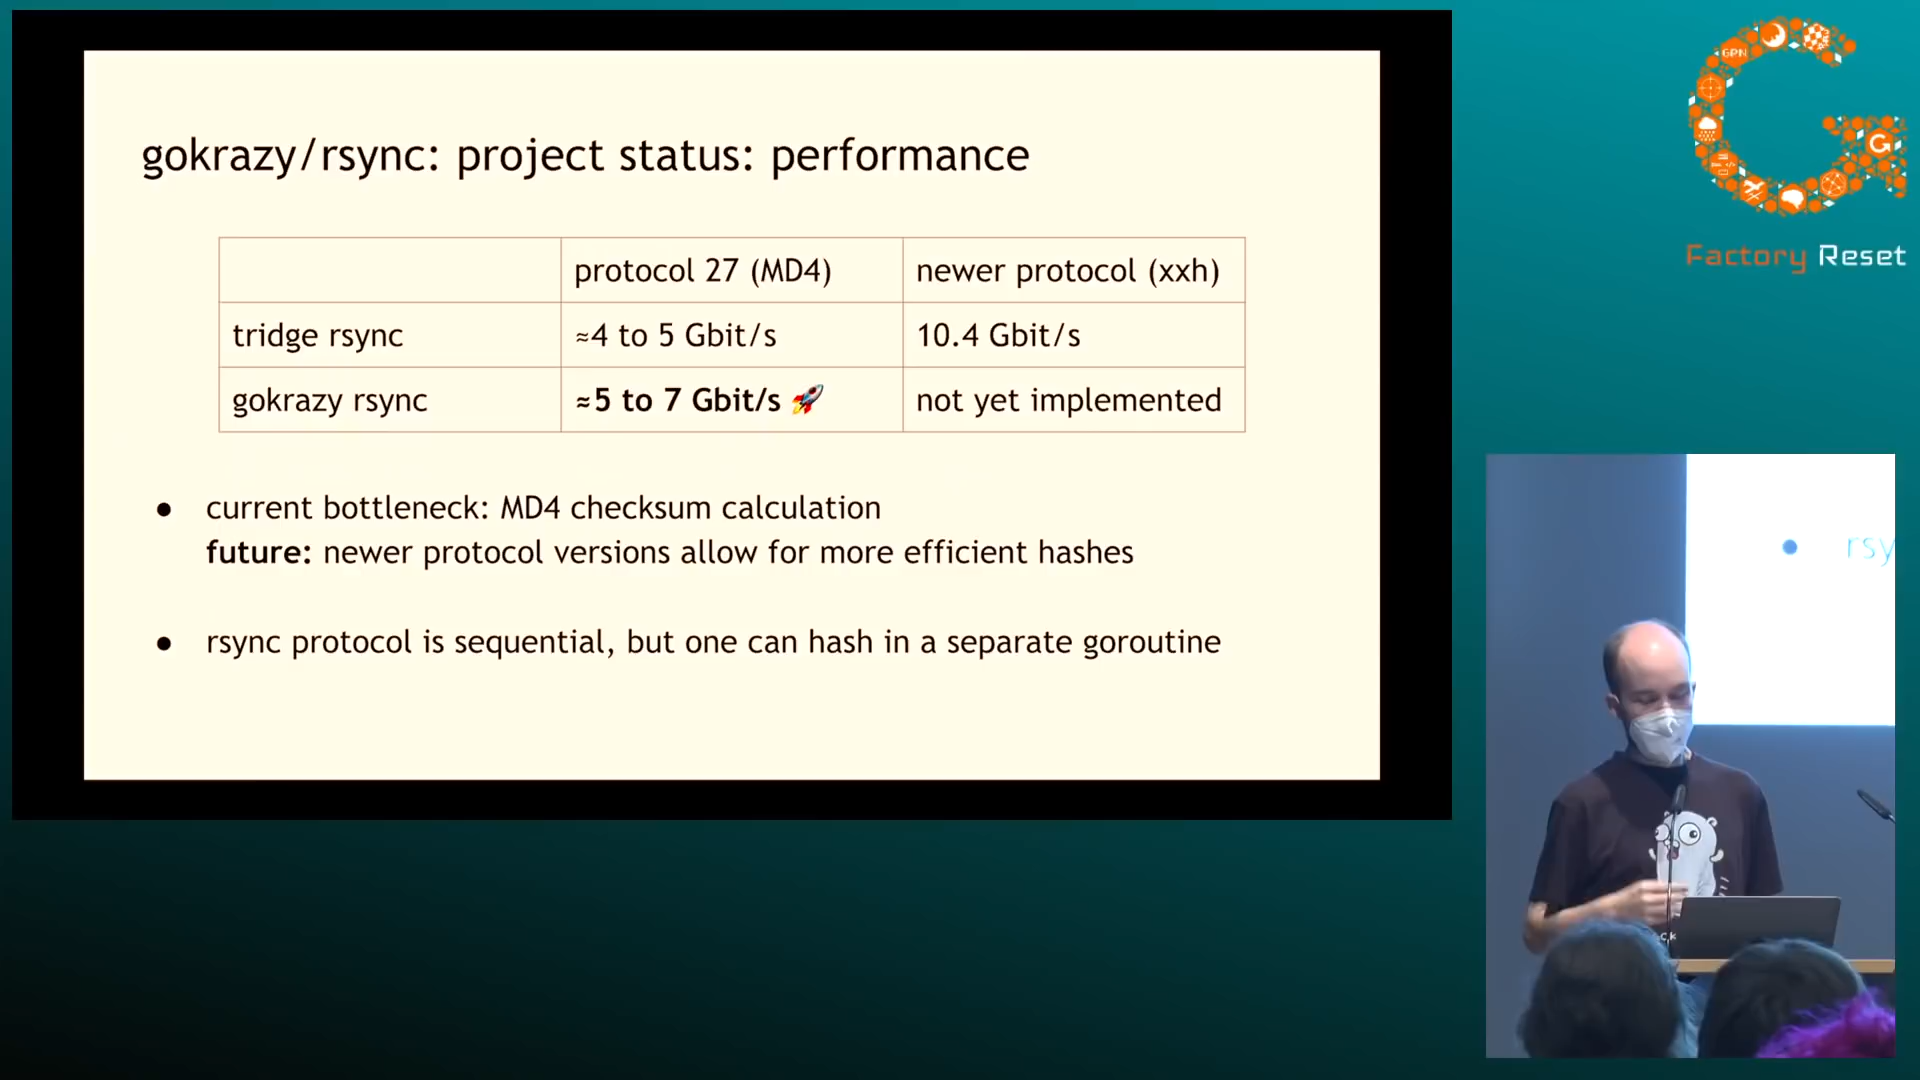 gokrazy/rsync: project status: performance
protocol 27 (MD4)
newer protocol (xxh)
tridge rsync
≈4 to 5 Gbit/s
10.4 Gbit/s
gokrazy rsync
≈5 to 7 Gbit/s 🚀
not yet implemented
● current bottleneck: MD4 checksum calculation
future: newer protocol versions allow for more efficient hashes
● rsync protocol is sequential, but one can hash in a separate goroutine
GPN
Factory Reset
● rsy